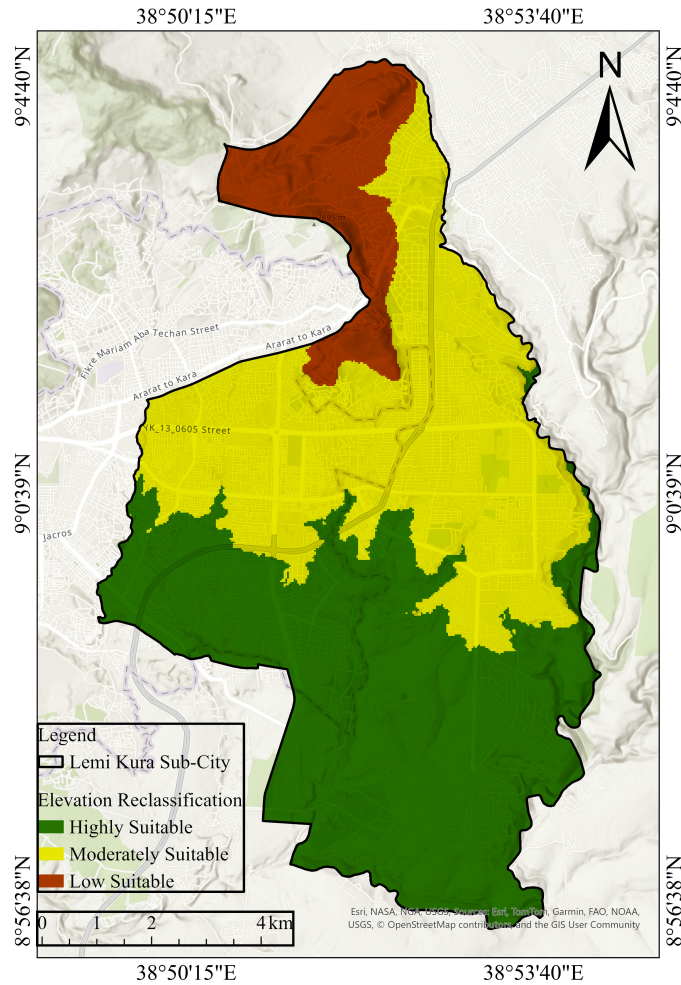 38°50'15"E 38°53'40"E
9°4'40"N 9°4'40"N
N
Fikre Mariam Aba Techan Street
Ararat to Kara
Ararat to Kara
YK_13_0605 Street
9°0'39"N 9°0'39"N
Jacros
Legend
Lemi Kura Sub-City
Elevation Reclassification
Highly Suitable
Moderately Suitable
Low Suitable
8°56'38"N 8°56'38"N
0 1 2 4 km
Esri, NASA, NGA, USGS, Sources: Esri, TomTom, Garmin, FAO, NOAA,
USGS, © OpenStreetMap contributors, and the GIS User Community
38°50'15"E 38°53'40"E